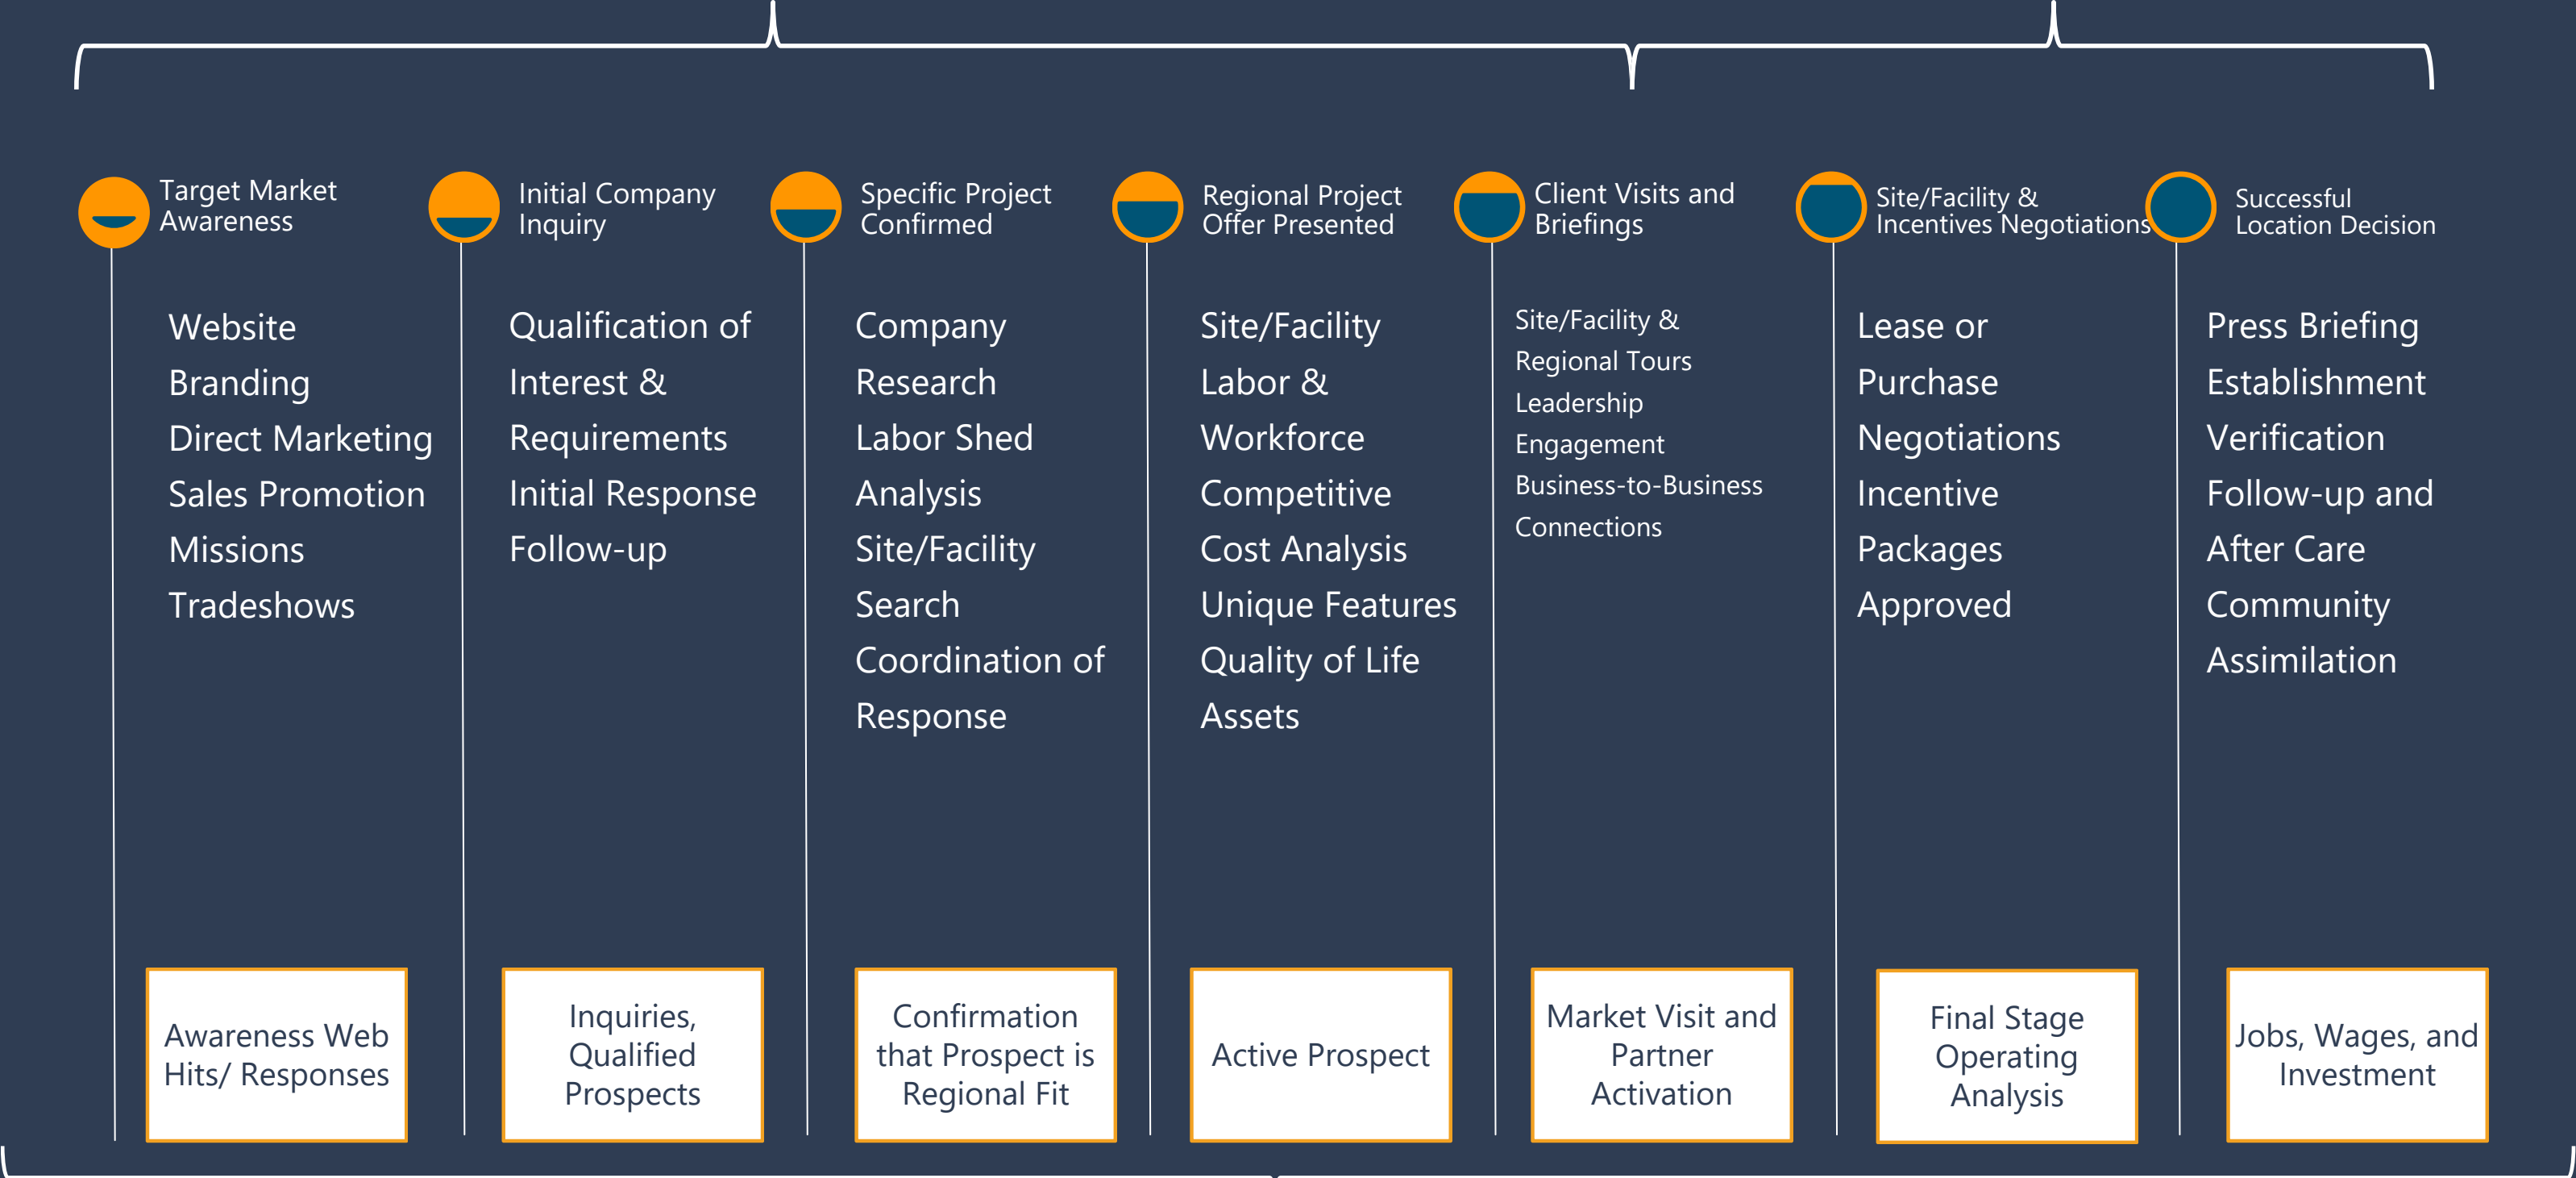 Target Market
Awareness
Website
Branding
Direct Marketing
Sales Promotion
Missions
Tradeshows
Awareness Web
Hits/ Responses
Initial Company
Inquiry
Qualification of
Interest &
Requirements
Initial Response
Follow-up
Inquiries,
Qualified
Prospects
Specific Project
Confirmed
Company
Research
Labor Shed
Analysis
Site/Facility
Search
Coordination of
Response
Confirmation
that Prospect is
Regional Fit
Regional Project
Offer Presented
Site/Facility
Labor &
Workforce
Competitive
Cost Analysis
Unique Features
Quality of Life
Assets
Active Prospect
Client Visits and
Briefings
Site/Facility &
Regional Tours
Leadership
Engagement
Business-to-Business
Connections
Market Visit and
Partner
Activation
Site/Facility &
Incentives Negotiations
Lease or
Purchase
Negotiations
Incentive
Packages
Approved
Final Stage
Operating
Analysis
Successful
Location Decision
Press Briefing
Establishment
Verification
Follow-up and
After Care
Community
Assimilation
Jobs, Wages, and
Investment